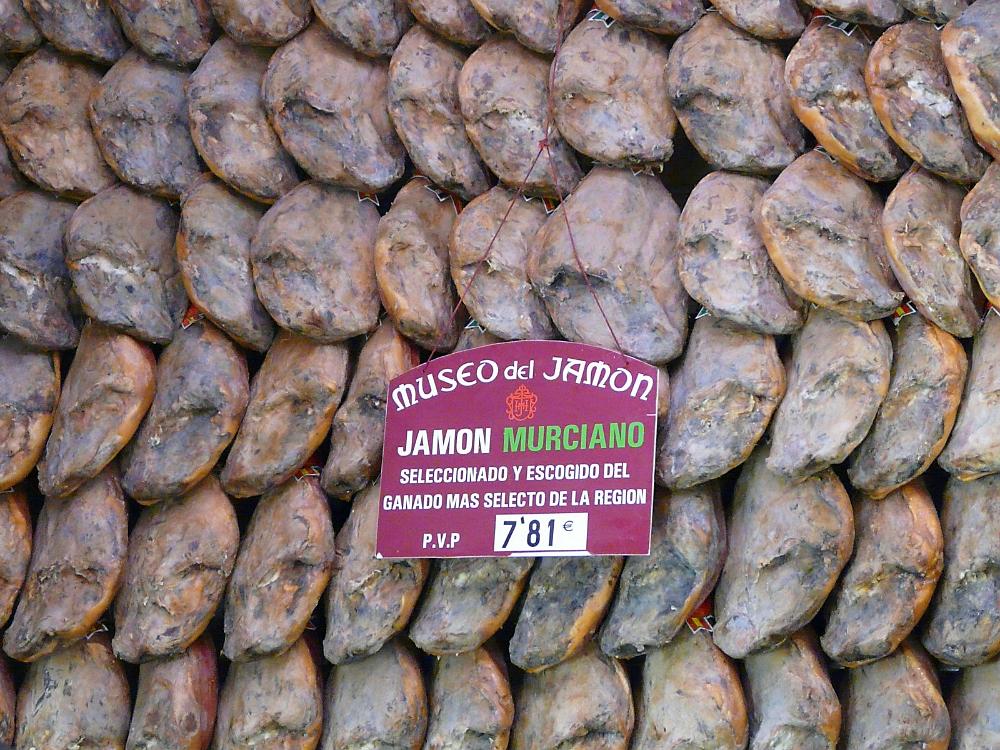 MUSEO del JAMON
JAMON MURCIANO
SELECCIONADO Y ESCOGIDO DEL
GANADO MAS SELECTO DE LA REGION
P.V.P 7'81 €